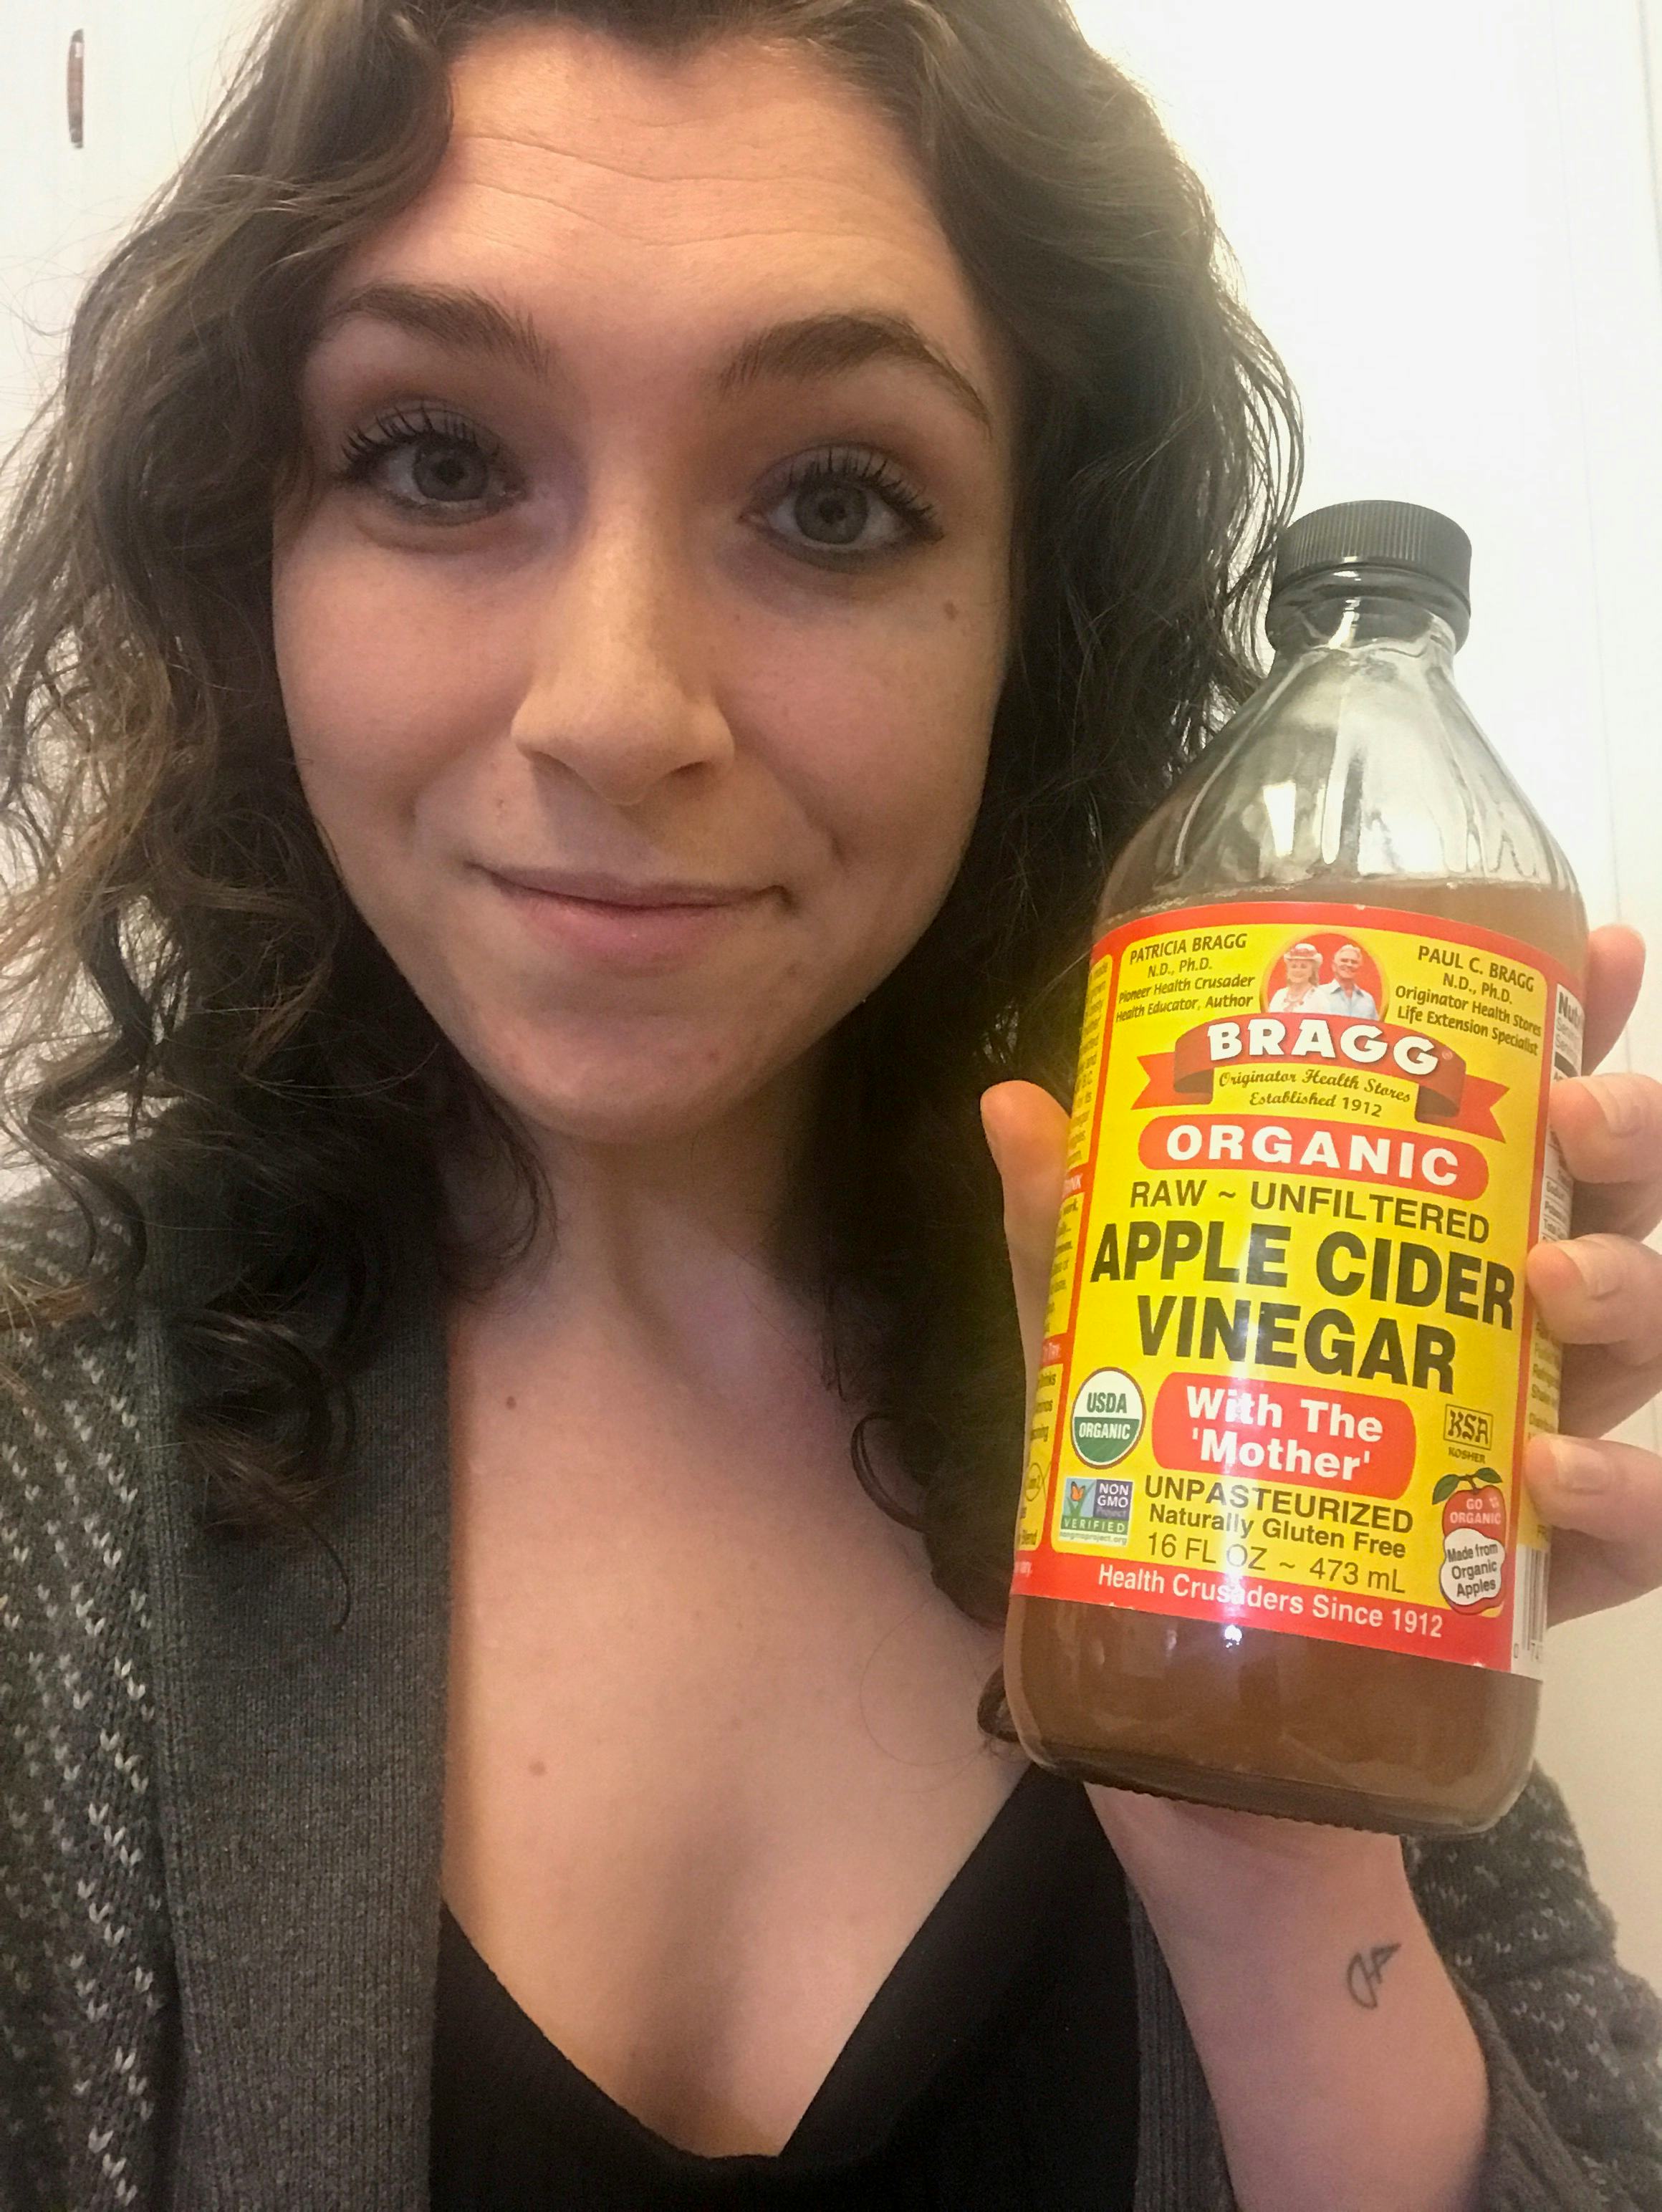 PATRICIA BRAGG
N.D., Ph.D.
Pioneer Health Crusader
Health Educator, Author
PAUL C. BRAGG
N.D., Ph.D.
Originator Health Stores
Life Extension Specialist
BRAGG
Originator Health Stores
Established 1912
ORGANIC
RAW ~ UNFILTERED
APPLE CIDER
VINEGAR
With The
'Mother'
USDA
ORGANIC
KSA
KOSHER
NON
GMO
Project
VERIFIED
nongmoproject.org
UNPASTEURIZED
Naturally Gluten Free
16 FL OZ ~ 473 mL
GO
ORGANIC
Made from
Organic
Apples
Health Crusaders Since 1912